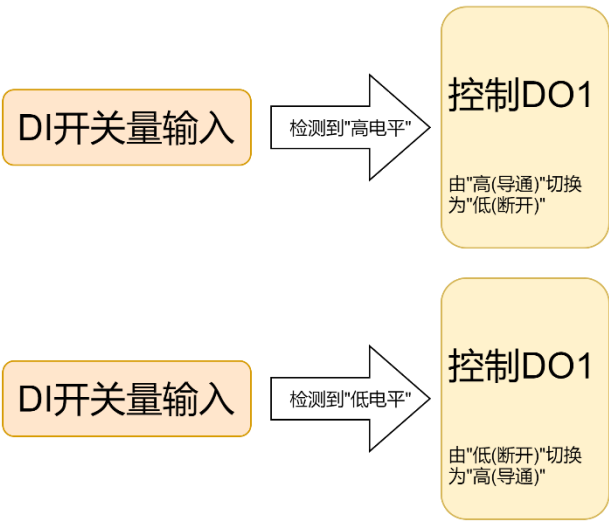 DI开关量输入
检测到"高电平"
控制DO1
由"高(导通)"切换
为"低(断开)"
DI开关量输入
检测到"低电平"
控制DO1
由"低(断开)"切换
为"高(导通)"